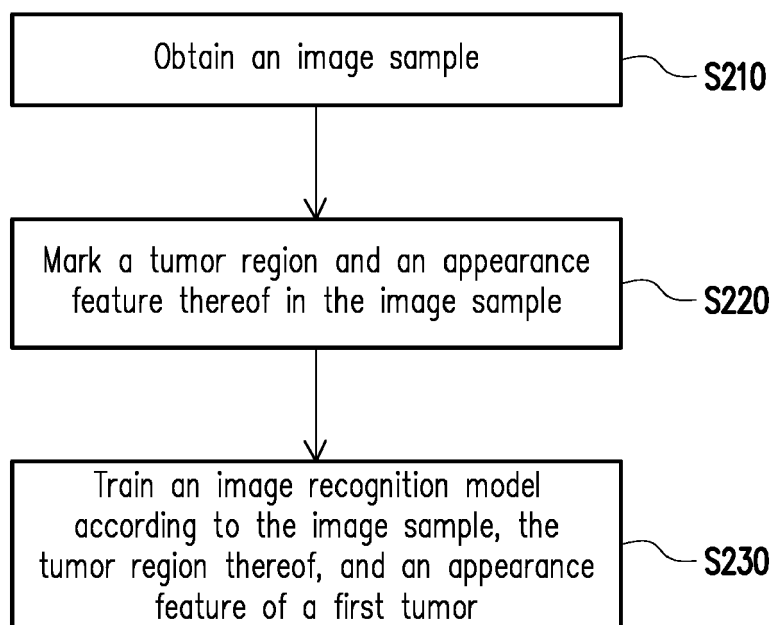 Obtain an image sample
S210
Mark a tumor region and an appearance
feature thereof in the image sample
S220
Train an image recognition model
according to the image sample, the
tumor region thereof, and an appearance
feature of a first tumor
S230